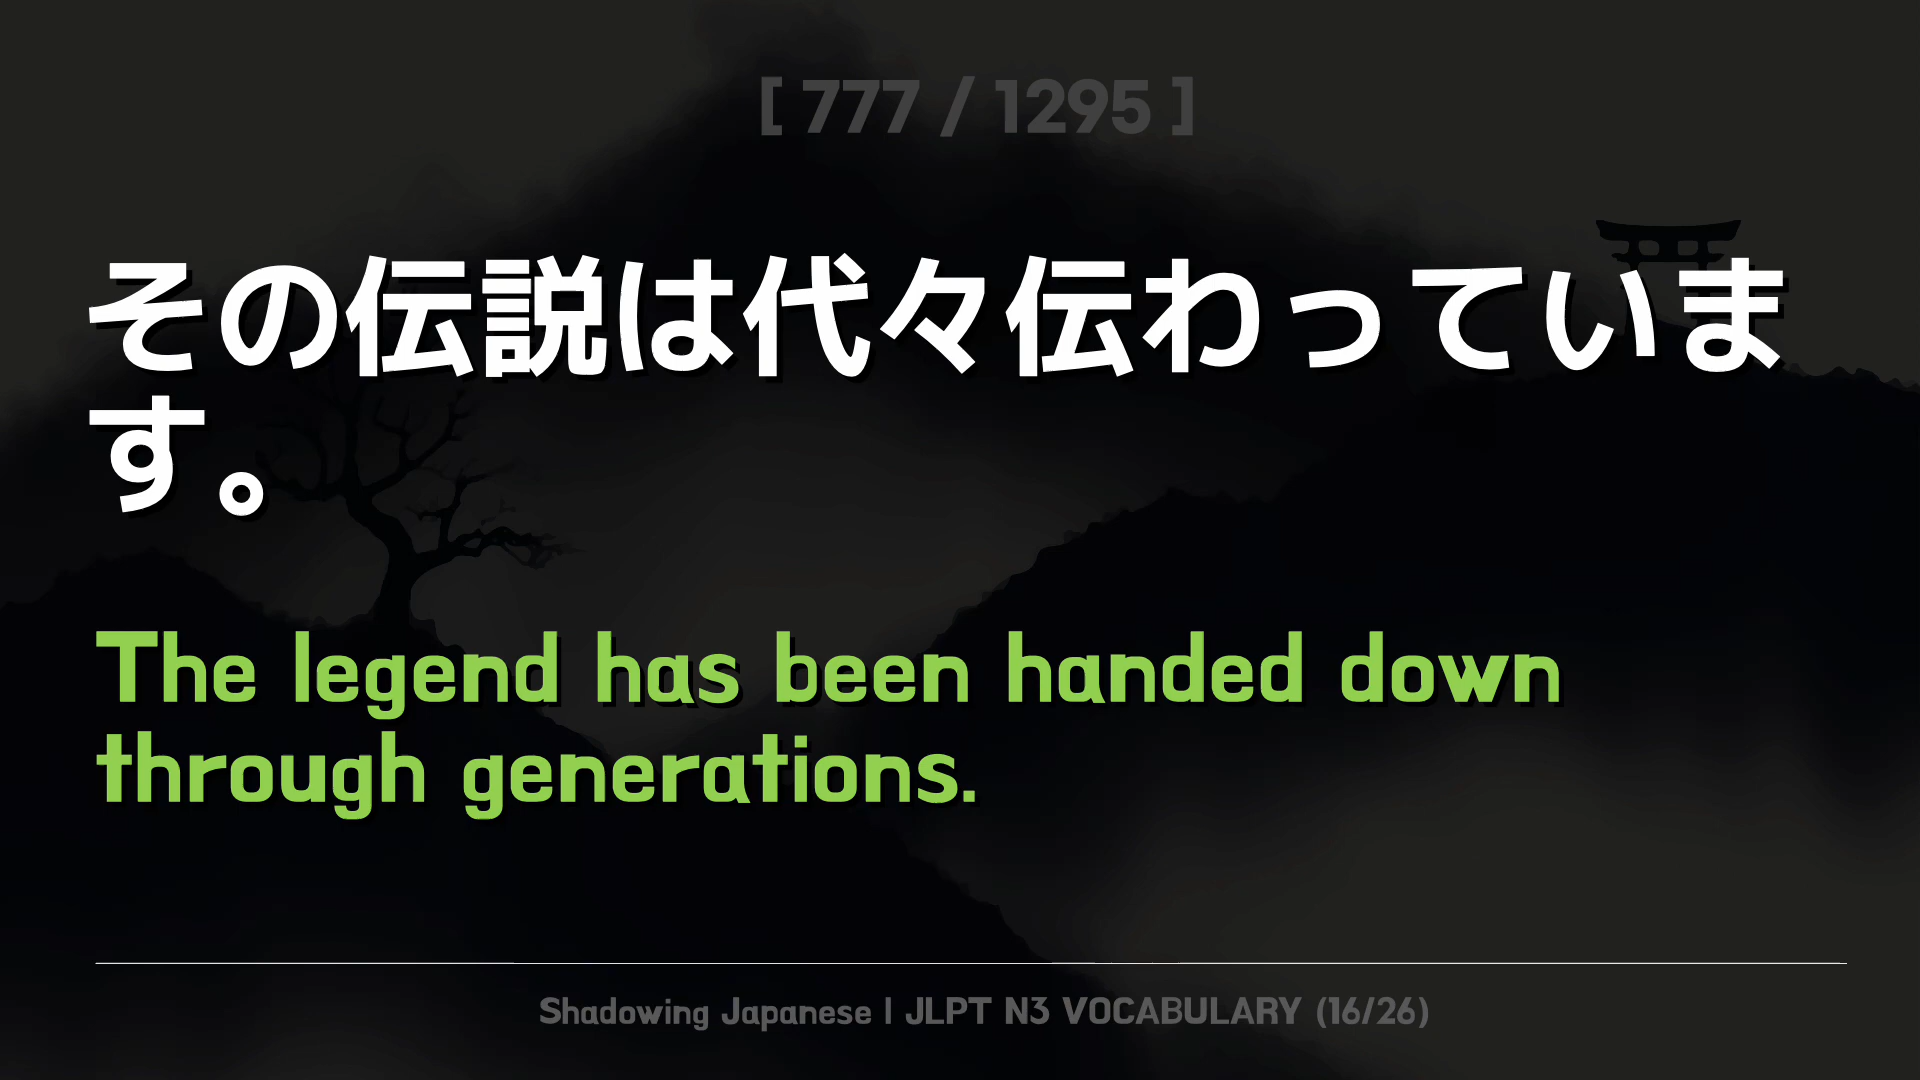 [ 777 / 1295 ]
その伝説は代々伝わっていま
す。
The legend has been handed down
through generations.
Shadowing Japanese | JLPT N3 VOCABULARY (16/26)